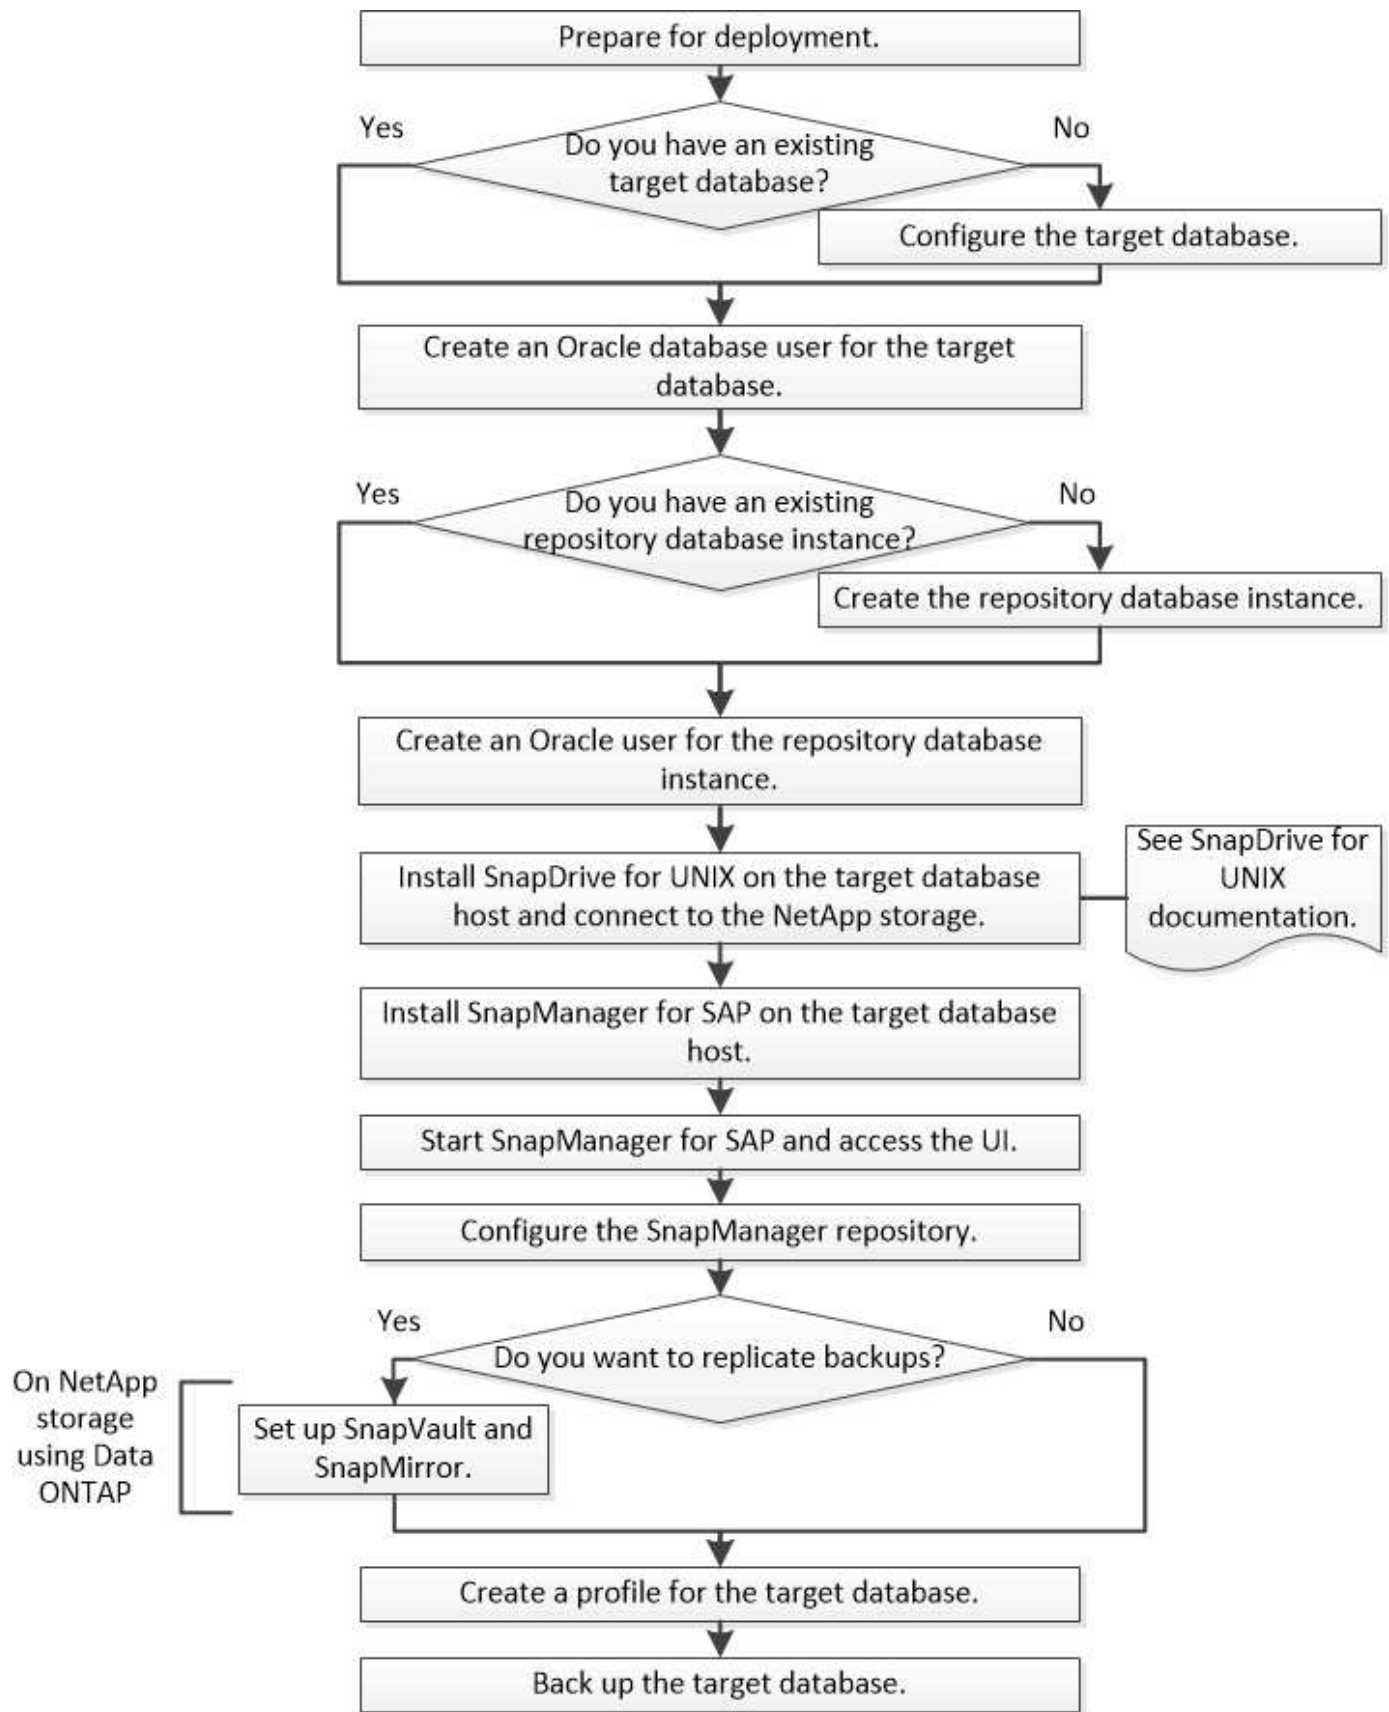 Prepare for deployment.
Yes
No
Do you have an existing
target database?
Configure the target database.
Create an Oracle database user for the target
database.
Yes
No
Do you have an existing
repository database instance?
Create the repository database instance.
Create an Oracle user for the repository database
instance.
Install SnapDrive for UNIX on the target database
host and connect to the NetApp storage.
See SnapDrive for
UNIX
documentation.
Install SnapManager for SAP on the target database
host.
Start SnapManager for SAP and access the UI.
Configure the SnapManager repository.
Yes
No
Do you want to replicate backups?
On NetApp
storage
using Data
ONTAP
Set up SnapVault and
SnapMirror.
Create a profile for the target database.
Back up the target database.